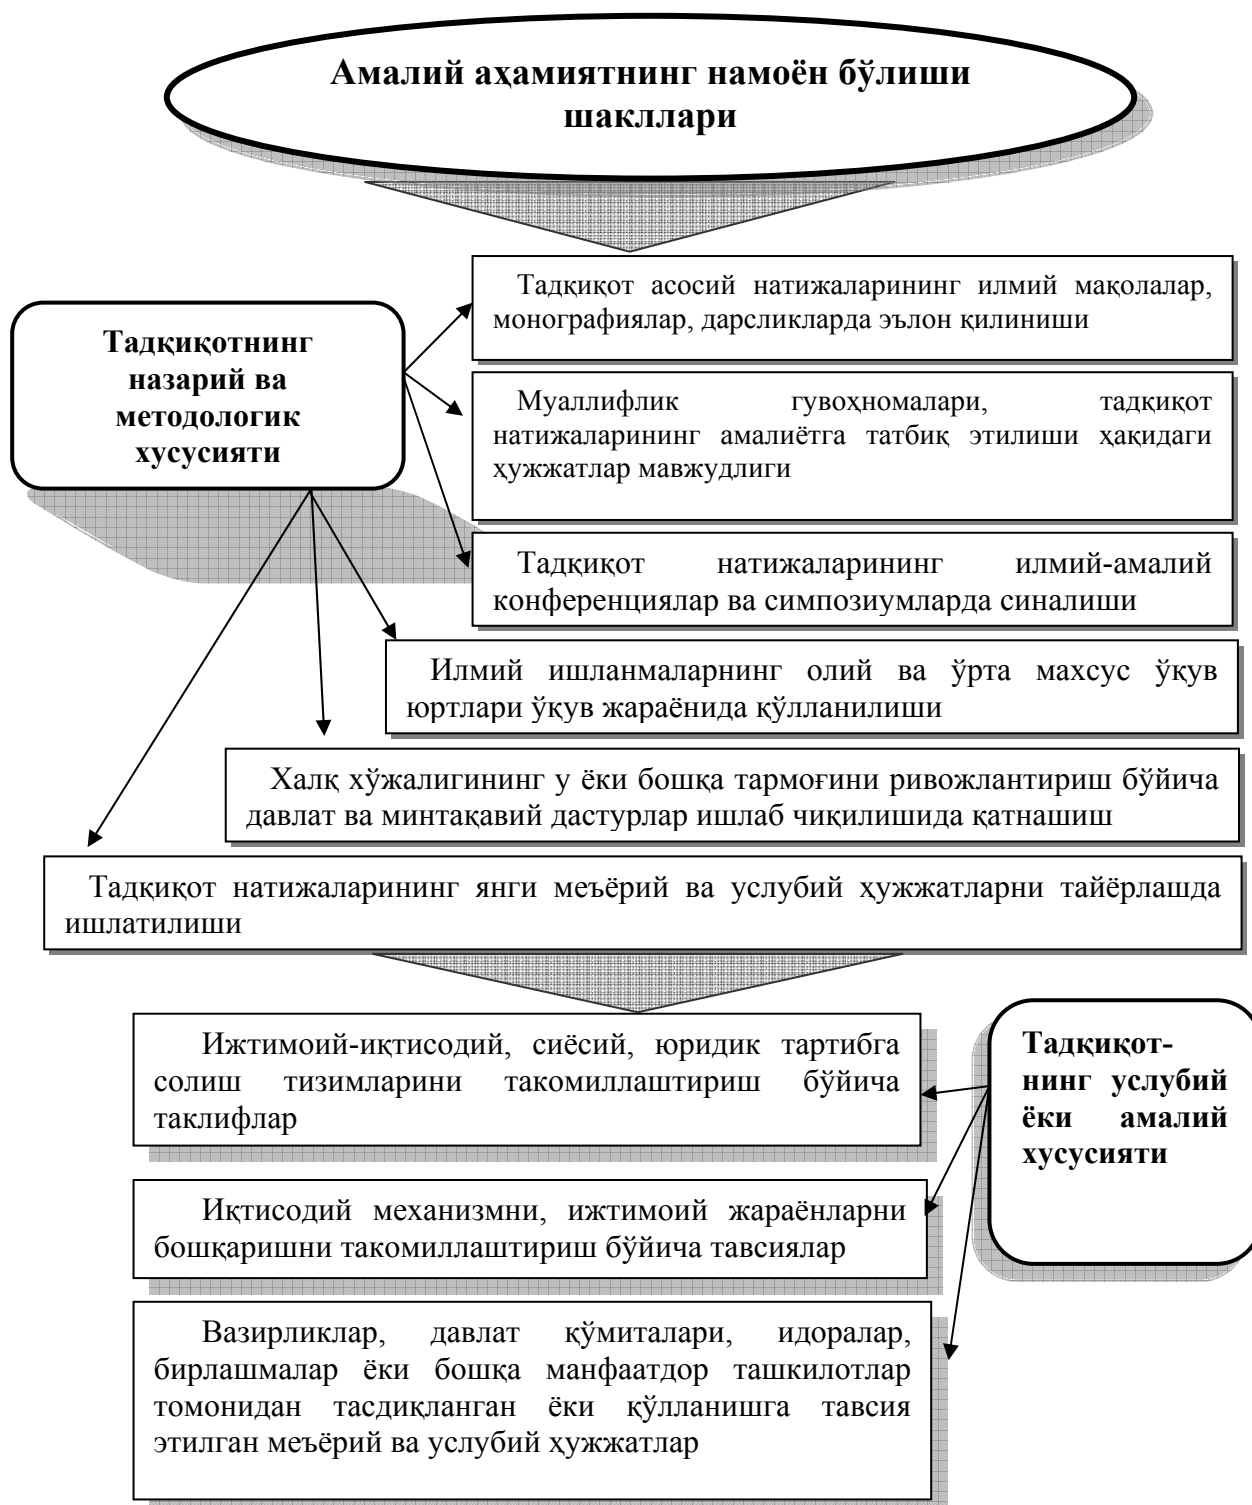 Амалий аҳамиятнинг намоён бўлиши
шакллари
Тадқиқотнинг
назарий ва
методологик
хусусияти
Тадқиқот асосий натижаларининг илмий мақолалар,
монографиялар, дарсликларда эълон қилиниши
Муаллифлик гувоҳномалари, тадқиқот
натижаларининг амалиётга татбиқ этилиши ҳақидаги
ҳужжатлар мавжудлиги
Тадқиқот натижаларининг илмий-амалий
конференциялар ва симпозиумларда синалиши
Илмий ишланмаларнинг олий ва ўрта махсус ўқув
юртлари ўқув жараёнида қўлланилиши
Халқ хўжалигининг у ёки бошқа тармоғини ривожлантириш бўйича
давлат ва минтақавий дастурлар ишлаб чиқилишида қатнашиш
Тадқиқот натижаларининг янги меъёрий ва услубий ҳужжатларни тайёрлашда
ишлатилиши
Ижтимоий-иқтисодий, сиёсий, юридик тартибга
солиш тизимларини такомиллаштириш бўйича
таклифлар
Тадқиқот-
нинг услубий
ёки амалий
хусусияти
Иқтисодий механизмни, ижтимоий жараёнларни
бошқаришни такомиллаштириш бўйича тавсиялар
Вазирликлар, давлат қўмиталари, идоралар,
бирлашмалар ёки бошқа манфаатдор ташкилотлар
томонидан тасдиқланган ёки қўлланишга тавсия
этилган меъёрий ва услубий ҳужжатлар